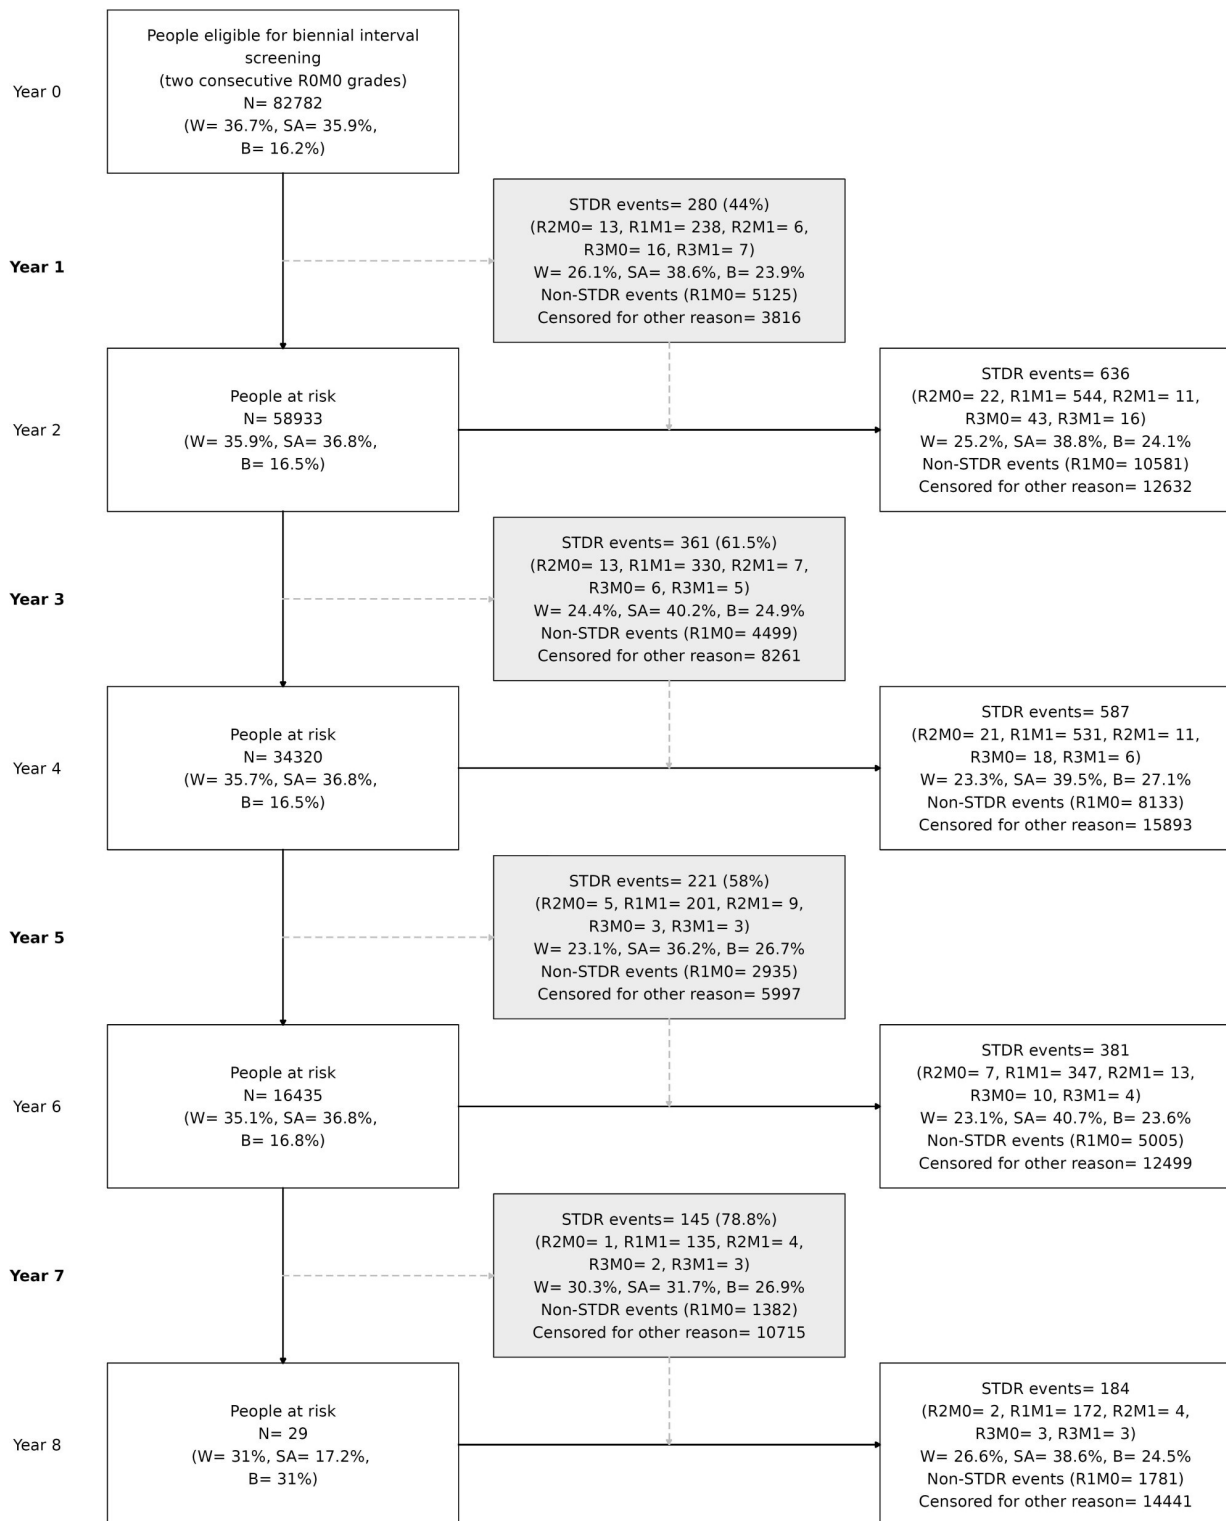 Year 0
People eligible for biennial interval
screening
(two consecutive R0M0 grades)
N= 82782
(W= 36.7%, SA= 35.9%,
B= 16.2%)
Year 1
STDR events= 280 (44%)
(R2M0= 13, R1M1= 238, R2M1= 6,
R3M0= 16, R3M1= 7)
W= 26.1%, SA= 38.6%, B= 23.9%
Non-STDR events (R1M0= 5125)
Censored for other reason= 3816
Year 2
People at risk
N= 58933
(W= 35.9%, SA= 36.8%,
B= 16.5%)
STDR events= 636
(R2M0= 22, R1M1= 544, R2M1= 11,
R3M0= 43, R3M1= 16)
W= 25.2%, SA= 38.8%, B= 24.1%
Non-STDR events (R1M0= 10581)
Censored for other reason= 12632
Year 3
STDR events= 361 (61.5%)
(R2M0= 13, R1M1= 330, R2M1= 7,
R3M0= 6, R3M1= 5)
W= 24.4%, SA= 40.2%, B= 24.9%
Non-STDR events (R1M0= 4499)
Censored for other reason= 8261
Year 4
People at risk
N= 34320
(W= 35.7%, SA= 36.8%,
B= 16.5%)
STDR events= 587
(R2M0= 21, R1M1= 531, R2M1= 11,
R3M0= 18, R3M1= 6)
W= 23.3%, SA= 39.5%, B= 27.1%
Non-STDR events (R1M0= 8133)
Censored for other reason= 15893
Year 5
STDR events= 221 (58%)
(R2M0= 5, R1M1= 201, R2M1= 9,
R3M0= 3, R3M1= 3)
W= 23.1%, SA= 36.2%, B= 26.7%
Non-STDR events (R1M0= 2935)
Censored for other reason= 5997
Year 6
People at risk
N= 16435
(W= 35.1%, SA= 36.8%,
B= 16.8%)
STDR events= 381
(R2M0= 7, R1M1= 347, R2M1= 13,
R3M0= 10, R3M1= 4)
W= 23.1%, SA= 40.7%, B= 23.6%
Non-STDR events (R1M0= 5005)
Censored for other reason= 12499
Year 7
STDR events= 145 (78.8%)
(R2M0= 1, R1M1= 135, R2M1= 4,
R3M0= 2, R3M1= 3)
W= 30.3%, SA= 31.7%, B= 26.9%
Non-STDR events (R1M0= 1382)
Censored for other reason= 10715
Year 8
People at risk
N= 29
(W= 31%, SA= 17.2%,
B= 31%)
STDR events= 184
(R2M0= 2, R1M1= 172, R2M1= 4,
R3M0= 3, R3M1= 3)
W= 26.6%, SA= 38.6%, B= 24.5%
Non-STDR events (R1M0= 1781)
Censored for other reason= 14441